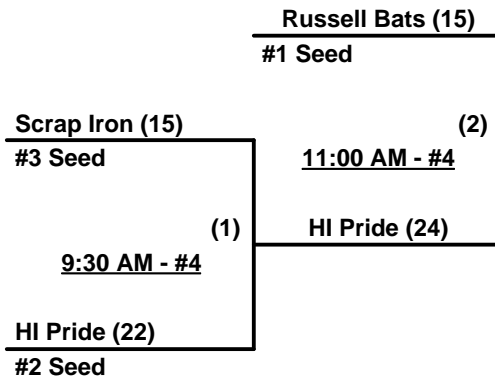 Russell Bats (15)
#1 Seed
Scrap Iron (15)
(2)
#3 Seed
11:00 AM - #4
(1)
HI Pride (24)
9:30 AM - #4
HI Pride (22)
#2 Seed